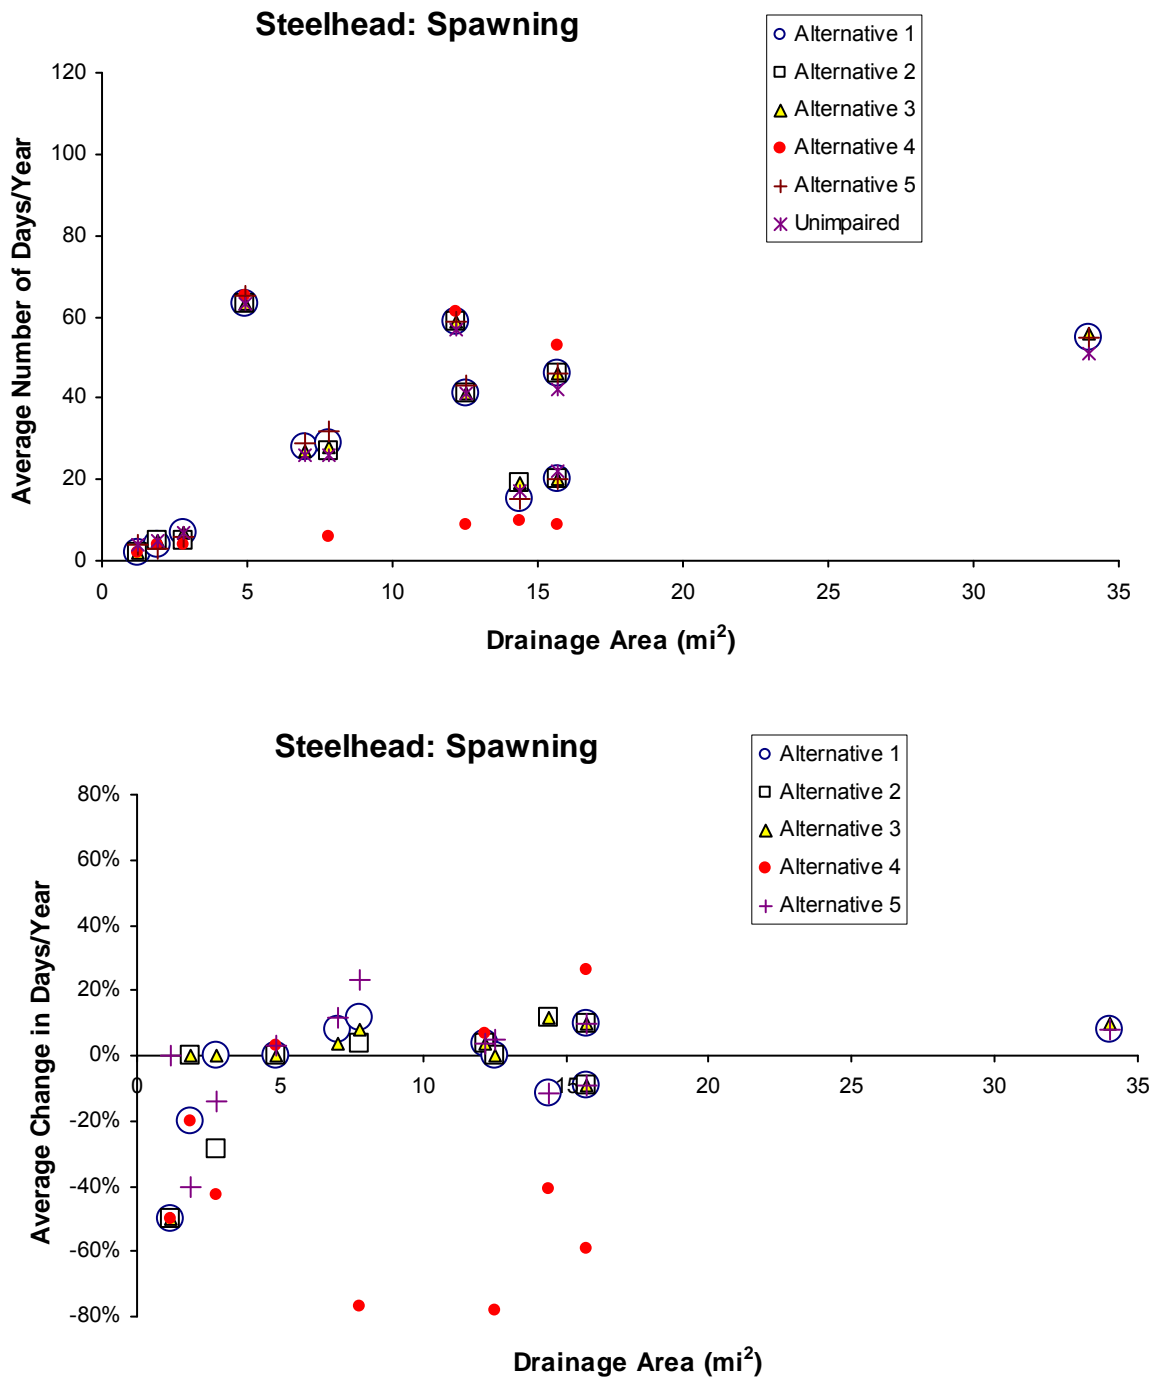 Steelhead: Spawning
Alternative 1
Alternative 2
Alternative 3
Alternative 4
Alternative 5
Unimpaired
Average Number of Days/Year
120
100
80
60
40
20
0
0 5 10 15 20 25 30 35
Drainage Area (mi²)
Steelhead: Spawning
Alternative 1
Alternative 2
Alternative 3
Alternative 4
Alternative 5
Average Change in Days/Year
80%
60%
40%
20%
0%
-20%
-40%
-60%
-80%
0 5 10 15 20 25 30 35
Drainage Area (mi²)